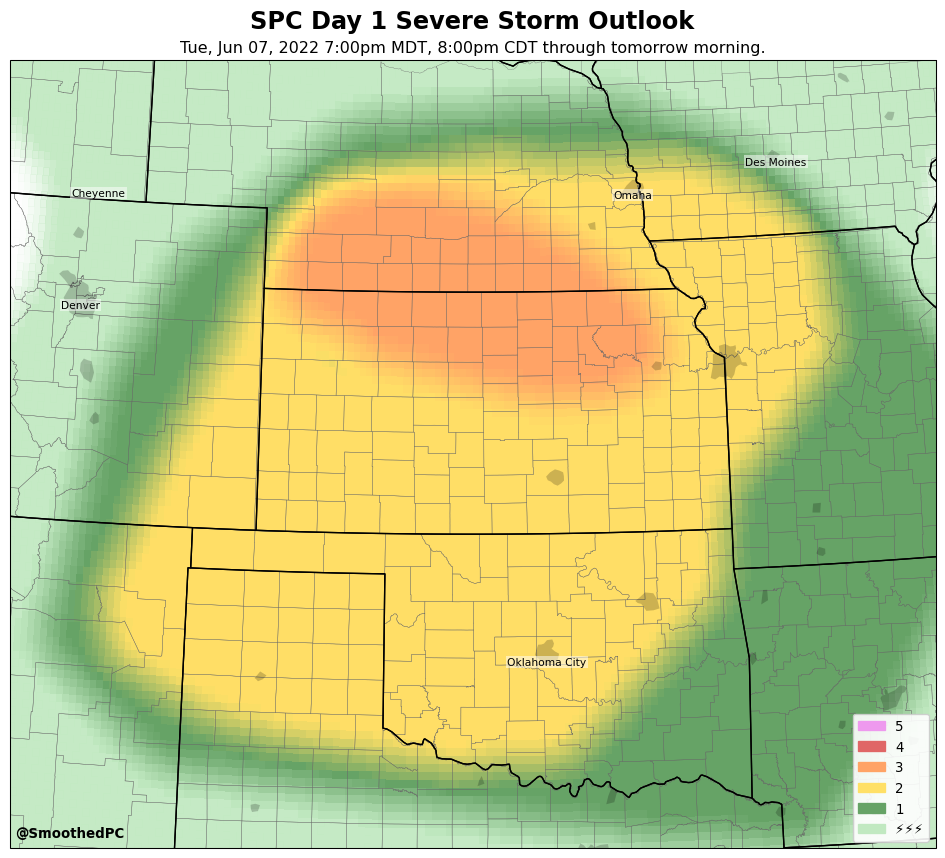 SPC Day 1 Severe Storm Outlook
Tue, Jun 07, 2022 7:00pm MDT, 8:00pm CDT through tomorrow morning.
Des Moines
Cheyenne
Omaha
Denver
Oklahoma City
5
4
3
2
1
⚡⚡⚡
@SmoothedPC